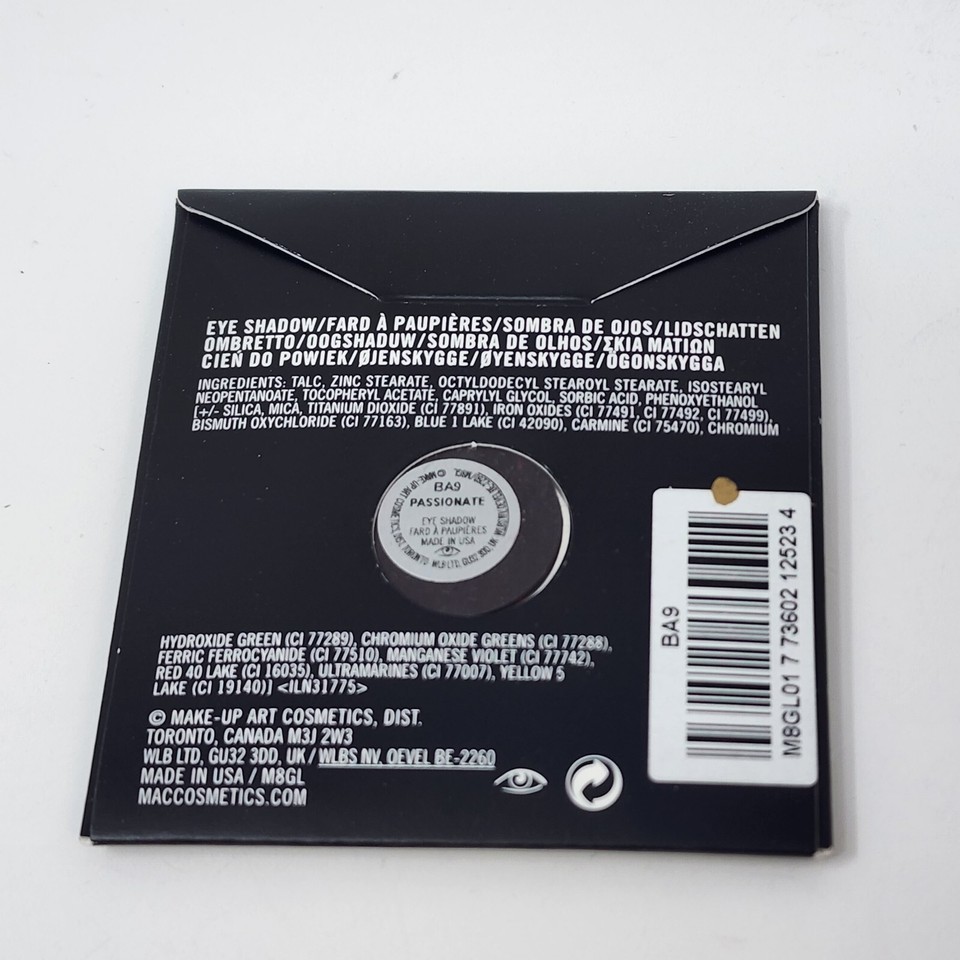 EYE SHADOW/FARD À PAUPIÈRES/SOMBRA DE OJOS/LIDSCHATTEN
OMBRETTO/OOGSHADUW/SOMBRA DE OLHOS/ΣΚΙΑ ΜΑΤΙΩΝ
CIEŃ DO POWIEK/ØJENSKYGGE/ØYENSKYGGE/ÖGONSKYGGA
INGREDIENTS: TALC, ZINC STEARATE, OCTYLDODECYL STEAROYL STEARATE, ISOSTEARYL
NEOPENTANOATE, TOCOPHERYL ACETATE, CAPRYLYL GLYCOL, SORBIC ACID, PHENOXYETHANOL
[+/- SILICA, MICA, TITANIUM DIOXIDE (CI 77891), IRON OXIDES (CI 77491, CI 77492, CI 77499),
BISMUTH OXYCHLORIDE (CI 77163), BLUE 1 LAKE (CI 42090), CARMINE (CI 75470), CHROMIUM
BA9
PASSIONATE
EYE SHADOW
FARD À PAUPIÈRES
MADE IN USA
HYDROXIDE GREEN (CI 77289), CHROMIUM OXIDE GREENS (CI 77288),
FERRIC FERROCYANIDE (CI 77510), MANGANESE VIOLET (CI 77742),
RED 40 LAKE (CI 16035), ULTRAMARINES (CI 77007), YELLOW 5
LAKE (CI 19140)] <ILN31775>
© MAKE-UP ART COSMETICS, DIST.
TORONTO, CANADA M3J 2W3
WLB LTD, GU32 3DD, UK/WLBS NV, OEVEL BE-2260
MADE IN USA / M8GL
MACCOSMETICS.COM
BA9
M8GL01 7 73602 12523 4